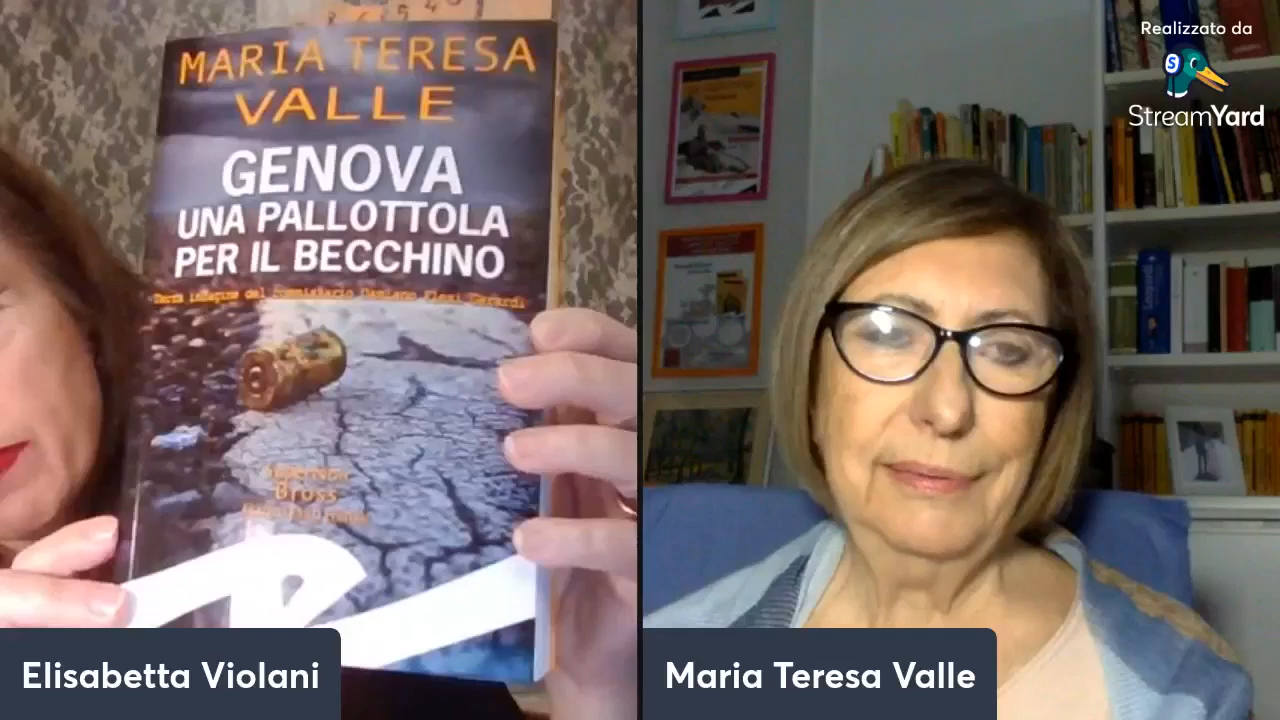 MARIA TERESA
VALLE
GENOVA
UNA PALLOTTOLA
PER IL BECCHINO
Bross
Elisabetta Violani
Realizzato da
StreamYard
Maria Teresa Valle